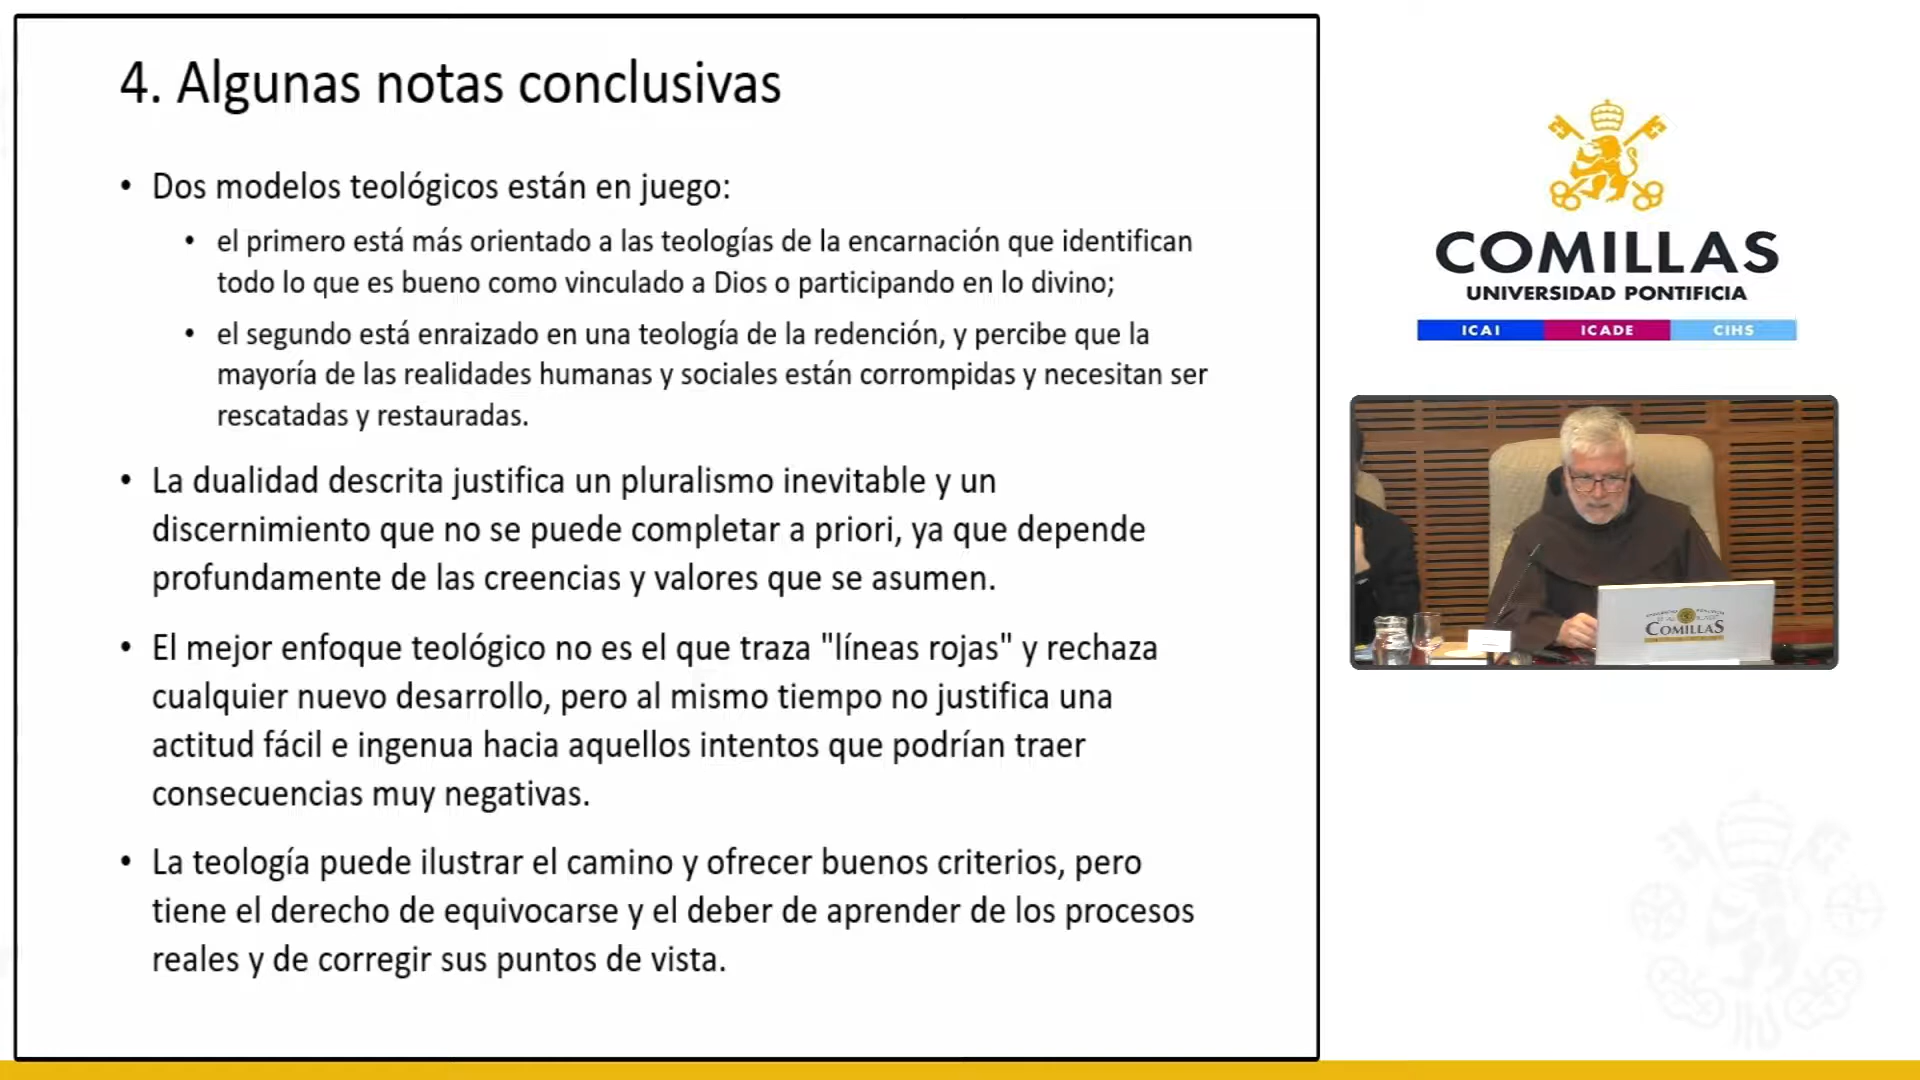 4. Algunas notas conclusivas
• Dos modelos teológicos están en juego:
• el primero está más orientado a las teologías de la encarnación que identifican
todo lo que es bueno como vinculado a Dios o participando en lo divino;
• el segundo está enraizado en una teología de la redención, y percibe que la
mayoría de las realidades humanas y sociales están corrompidas y necesitan ser
rescatadas y restauradas.
• La dualidad descrita justifica un pluralismo inevitable y un
discernimiento que no se puede completar a priori, ya que depende
profundamente de las creencias y valores que se asumen.
• El mejor enfoque teológico no es el que traza "líneas rojas" y rechaza
cualquier nuevo desarrollo, pero al mismo tiempo no justifica una
actitud fácil e ingenua hacia aquellos intentos que podrían traer
consecuencias muy negativas.
• La teología puede ilustrar el camino y ofrecer buenos criterios, pero
tiene el derecho de equivocarse y el deber de aprender de los procesos
reales y de corregir sus puntos de vista.
COMILLAS
UNIVERSIDAD PONTIFICIA
ICAI ICADE CIHS
COMILLAS